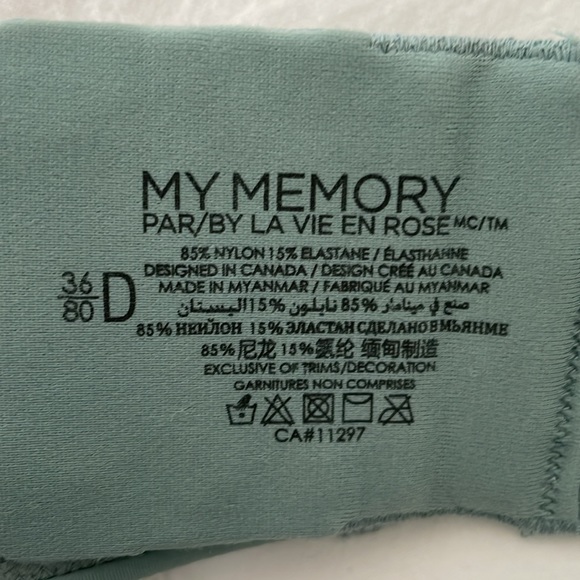 MY MEMORY
PAR/BY LA VIE EN ROSE MC/TM
85% NYLON 15% ELASTANE / ÉLASTHANNE
DESIGNED IN CANADA / DESIGN CRÉÉ AU CANADA
MADE IN MYANMAR / FABRIQUÉ AU MYANMAR
36/80 D
صنع في مينامار 85% نايلون 15% اليستان
85% НЕЙЛОН 15% ЭЛАСТАН СДЕЛАНО В МЬЯНМЕ
85% 尼龙 15% 氨纶 缅甸制造
EXCLUSIVE OF TRIMS/DECORATION
GARNITURES NON COMPRISES
CA#11297